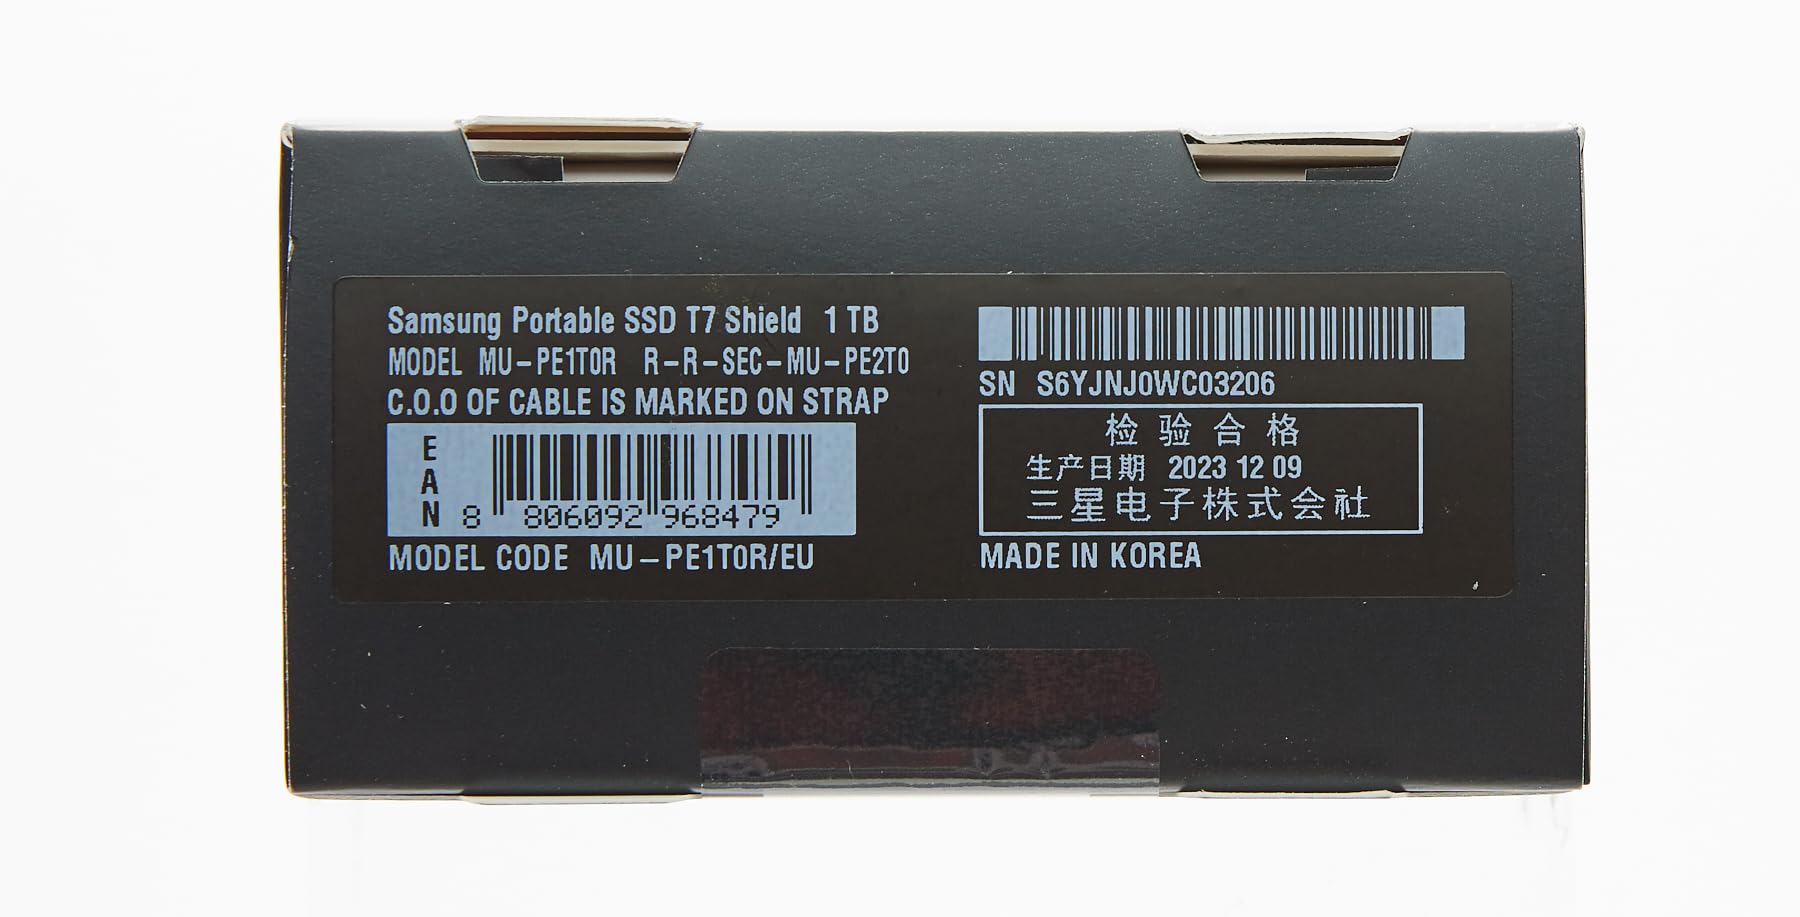 Samsung Portable SSD T7 Shield 1 TB
MODEL MU-PE1T0R R-R-SEC-MU-PE2T0
C.O.O OF CABLE IS MARKED ON STRAP
EAN
8 806092 968479
MODEL CODE MU-PE1T0R/EU
SN S6YJNJ0WC03206
检验合格
生产日期 2023 12 09
三星电子株式会社
MADE IN KOREA